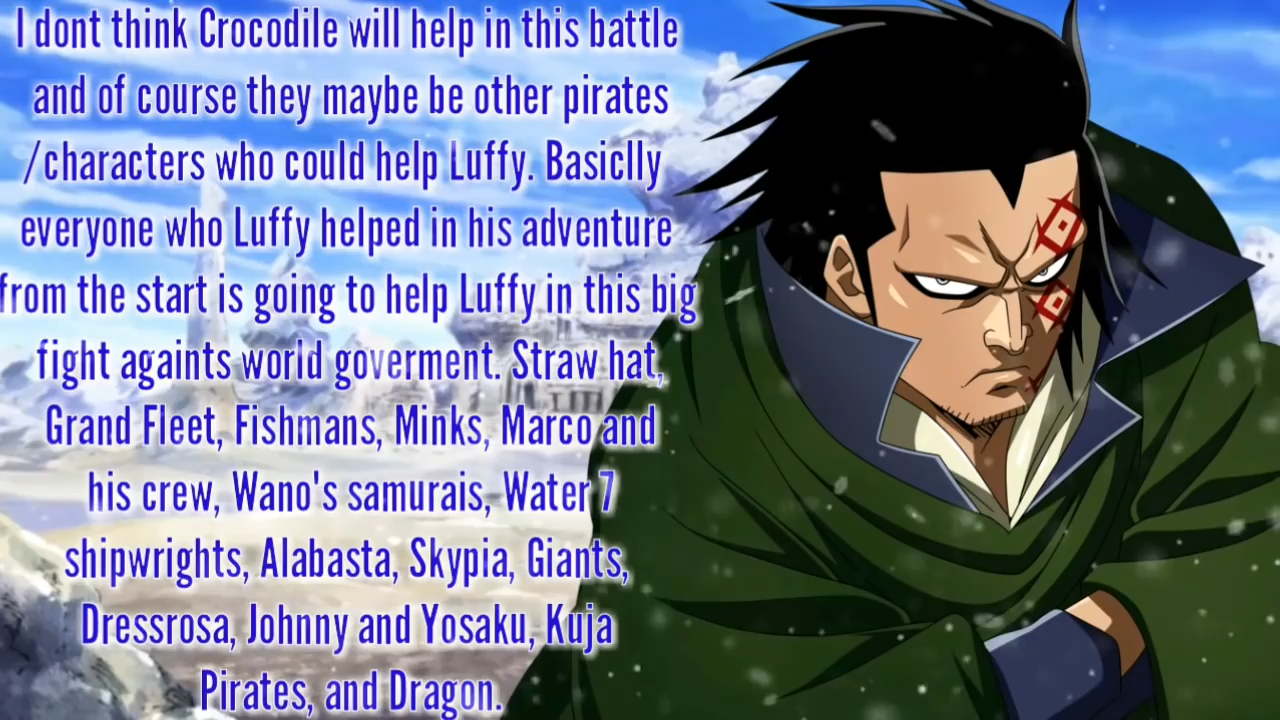 I dont think Crocodile will help in this battle
and of course they maybe be other pirates
/characters who could help Luffy. Basiclly
everyone who Luffy helped in his adventure
from the start is going to help Luffy in this big
fight againts world goverment. Straw hat,
Grand Fleet, Fishmans, Minks, Marco and
his crew, Wano's samurais, Water 7
shipwrights, Alabasta, Skypia, Giants,
Dressrosa, Johnny and Yosaku, Kuja
Pirates, and Dragon.